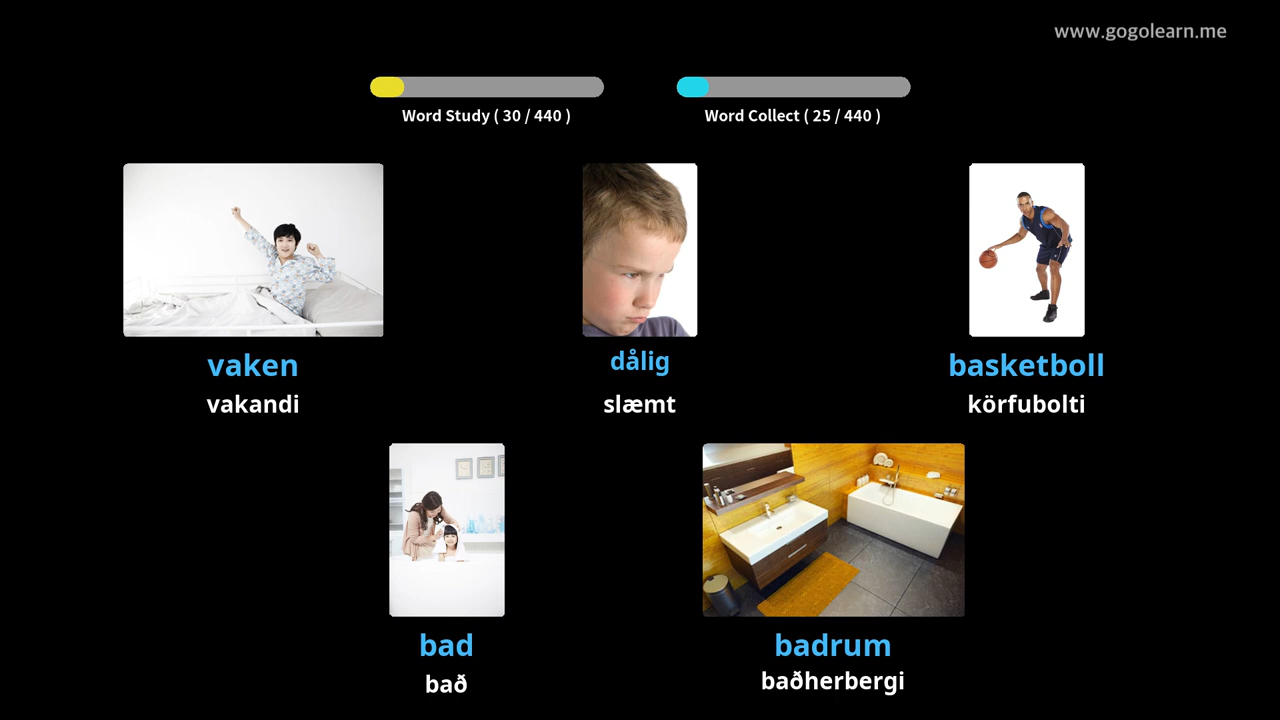 www.gogolearn.me
Word Study ( 30 / 440 )
Word Collect ( 25 / 440 )
vaken
vakandi
dålig
slæmt
basketboll
körfubolti
bad
bað
badrum
baðherbergi